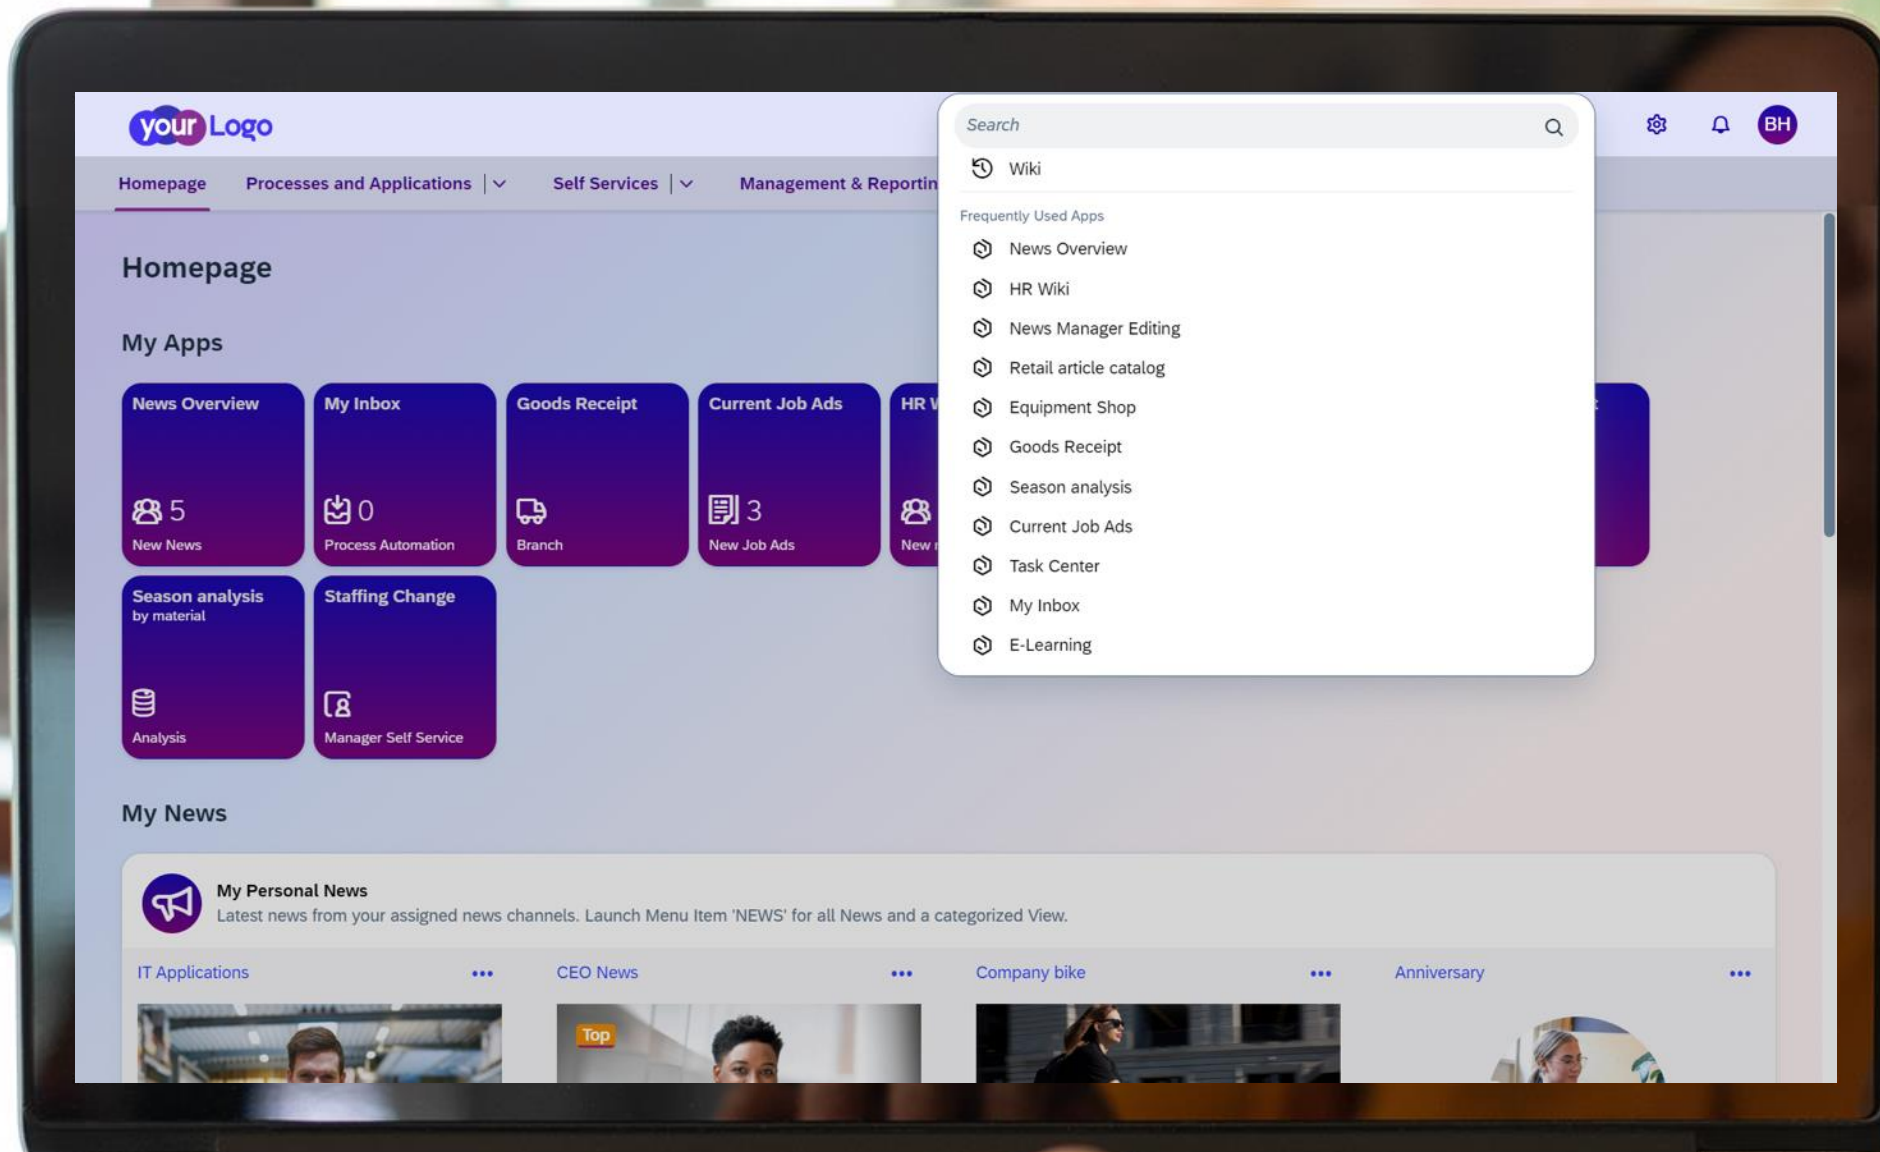 your Logo
BH
Homepage
Processes and Applications
Self Services
Management & Reportin
Search
Wiki
Frequently Used Apps
News Overview
HR Wiki
News Manager Editing
Retail article catalog
Equipment Shop
Goods Receipt
Season analysis
Current Job Ads
Task Center
My Inbox
E-Learning
Homepage
My Apps
News Overview
5
New News
My Inbox
0
Process Automation
Goods Receipt
Branch
Current Job Ads
3
New Job Ads
HR
New
Season analysis
by material
Analysis
Staffing Change
Manager Self Service
My News
My Personal News
Latest news from your assigned news channels. Launch Menu Item 'NEWS' for all News and a categorized View.
IT Applications
CEO News
Company bike
Anniversary
Top